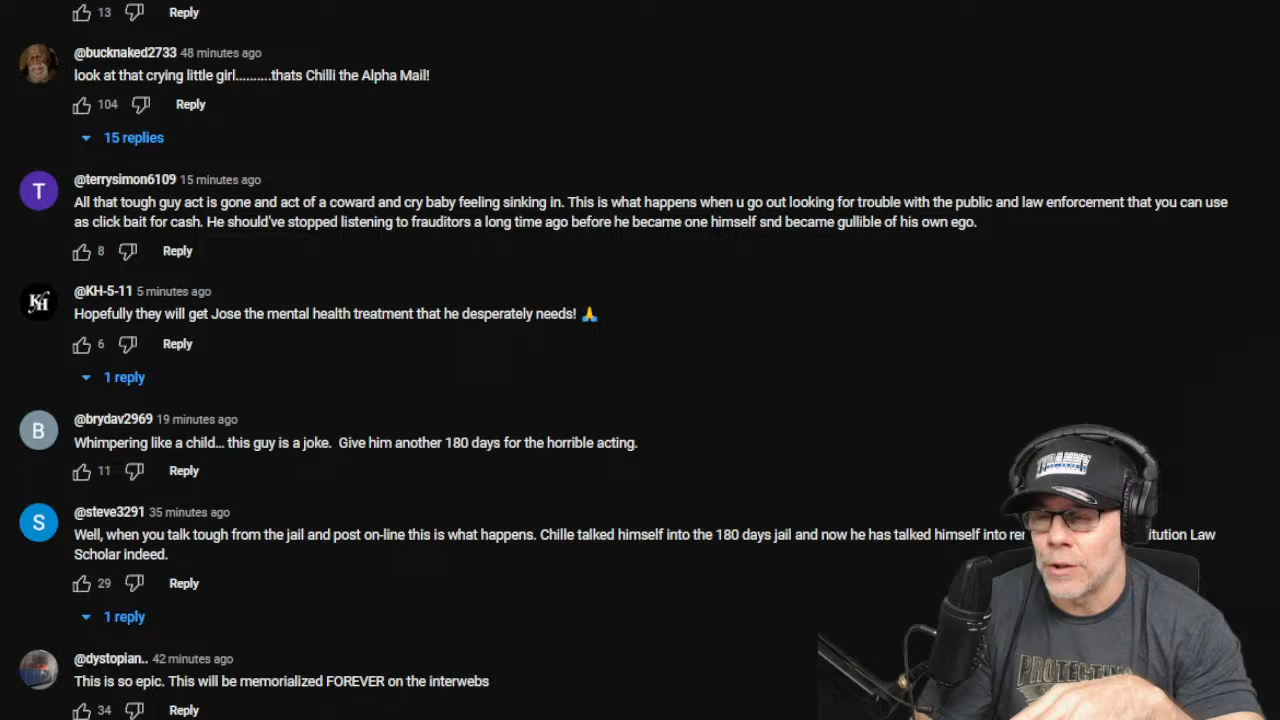 13 Reply
@bucknaked2733 48 minutes ago
look at that crying little girl..........thats Chilli the Alpha Mail!
104 Reply
15 replies
T
@terrysimon6109 15 minutes ago
All that tough guy act is gone and act of a coward and cry baby feeling sinking in. This is what happens when u go out looking for trouble with the public and law enforcement that you can use
as click bait for cash. He should've stopped listening to frauditors a long time ago before he became one himself snd became gullible of his own ego.
8 Reply
KH
@KH-5-11 5 minutes ago
Hopefully they will get Jose the mental health treatment that he desperately needs! 🙏
6 Reply
1 reply
B
@brydav2969 19 minutes ago
Whimpering like a child... this guy is a joke.  Give him another 180 days for the horrible acting.
11 Reply
TYRANNY
S
@steve3291 35 minutes ago
Well, when you talk tough from the jail and post on-line this is what happens. Chille talked himself into the 180 days jail and now he has talked himself into itution Law
Scholar indeed.
29 Reply
1 reply
@dystopian.. 42 minutes ago
This is so epic. This will be memorialized FOREVER on the interwebs
PROTECTING
34 Reply